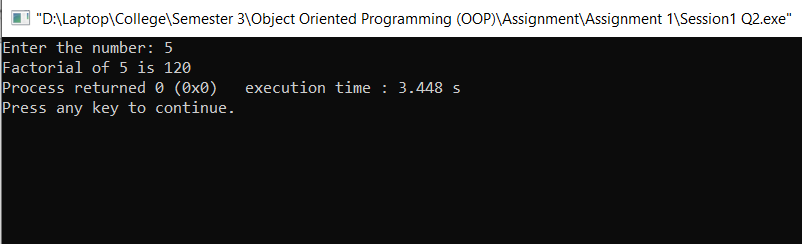 "D:\Laptop\College\Semester 3\Object Oriented Programming (OOP)\Assignment\Assignment 1\Session1 Q2.exe"
Enter the number: 5
Factorial of 5 is 120
Process returned 0 (0x0)   execution time : 3.448 s
Press any key to continue.